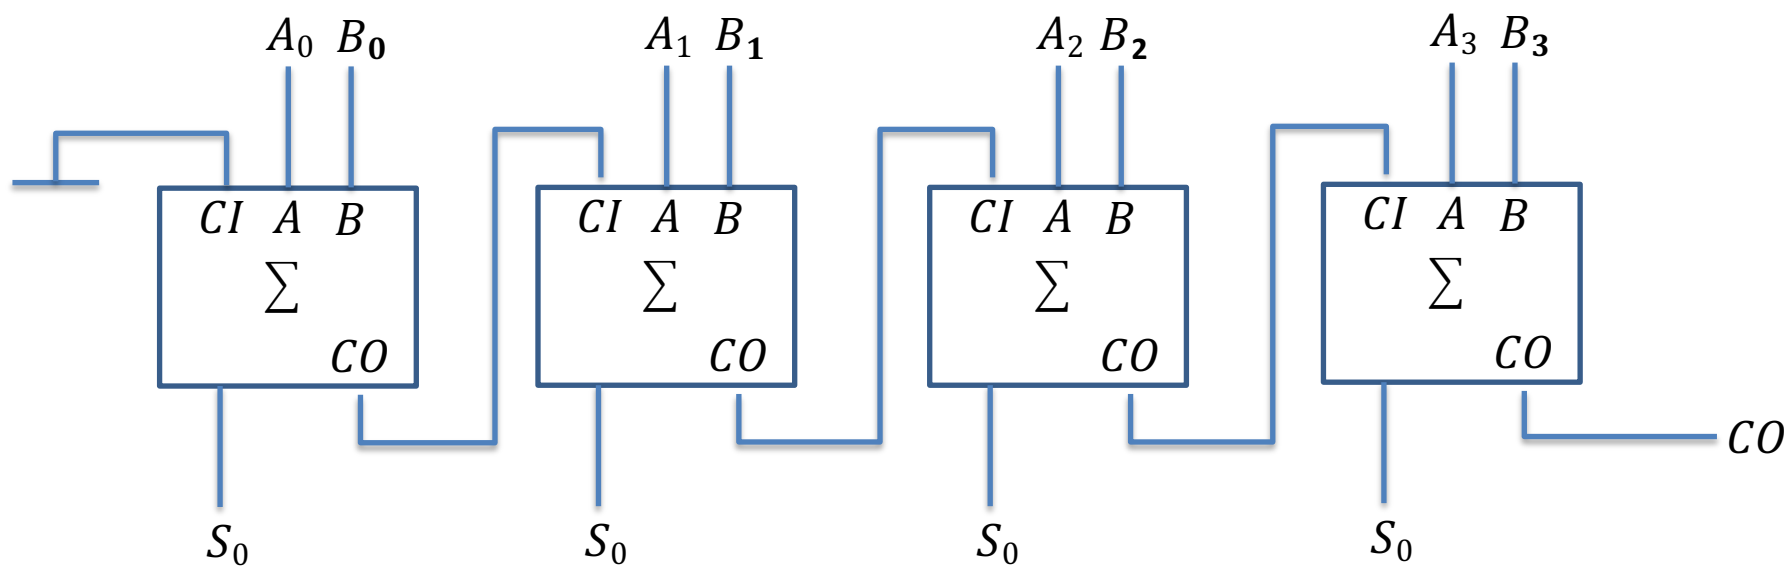 A₀ B₀ A₁ B₁ A₂ B₂ A₃ B₃
CI A B CI A B CI A B CI A B
∑ ∑ ∑ ∑
CO CO CO CO
CO
S₀ S₀ S₀ S₀